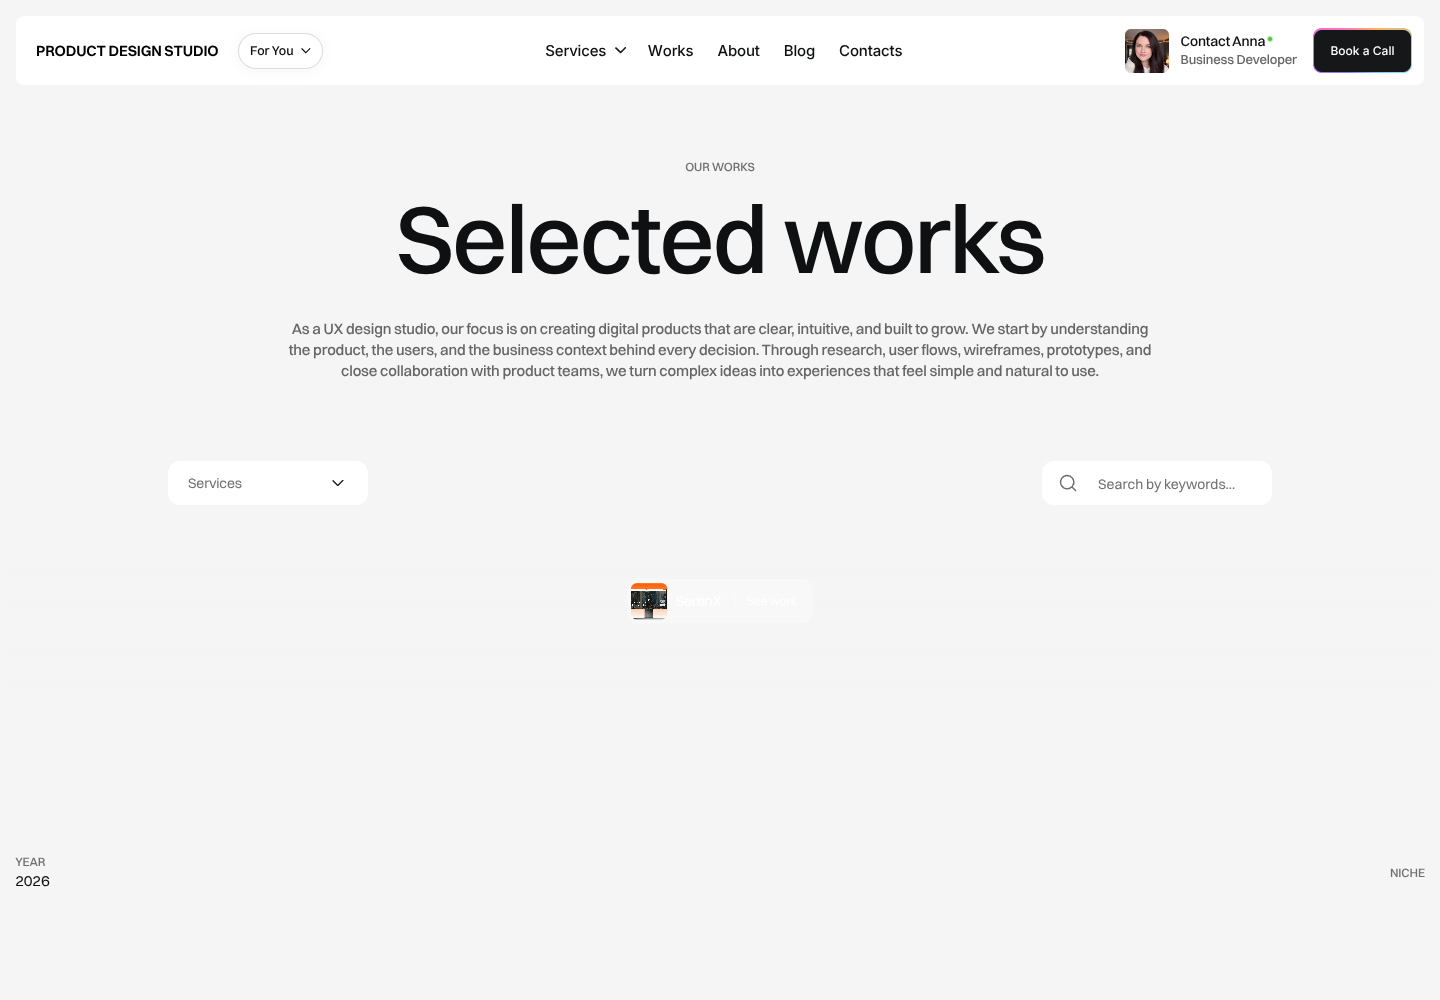 PRODUCT DESIGN STUDIO
For You
Services
Works
About
Blog
Contacts
Contact Anna
Business Developer
Book a Call
OUR WORKS
Selected works
As a UX design studio, our focus is on creating digital products that are clear, intuitive, and built to grow. We start by understanding
the product, the users, and the business context behind every decision. Through research, user flows, wireframes, prototypes, and
close collaboration with product teams, we turn complex ideas into experiences that feel simple and natural to use.
Services
Search by keywords...
See work
YEAR
2026
NICHE